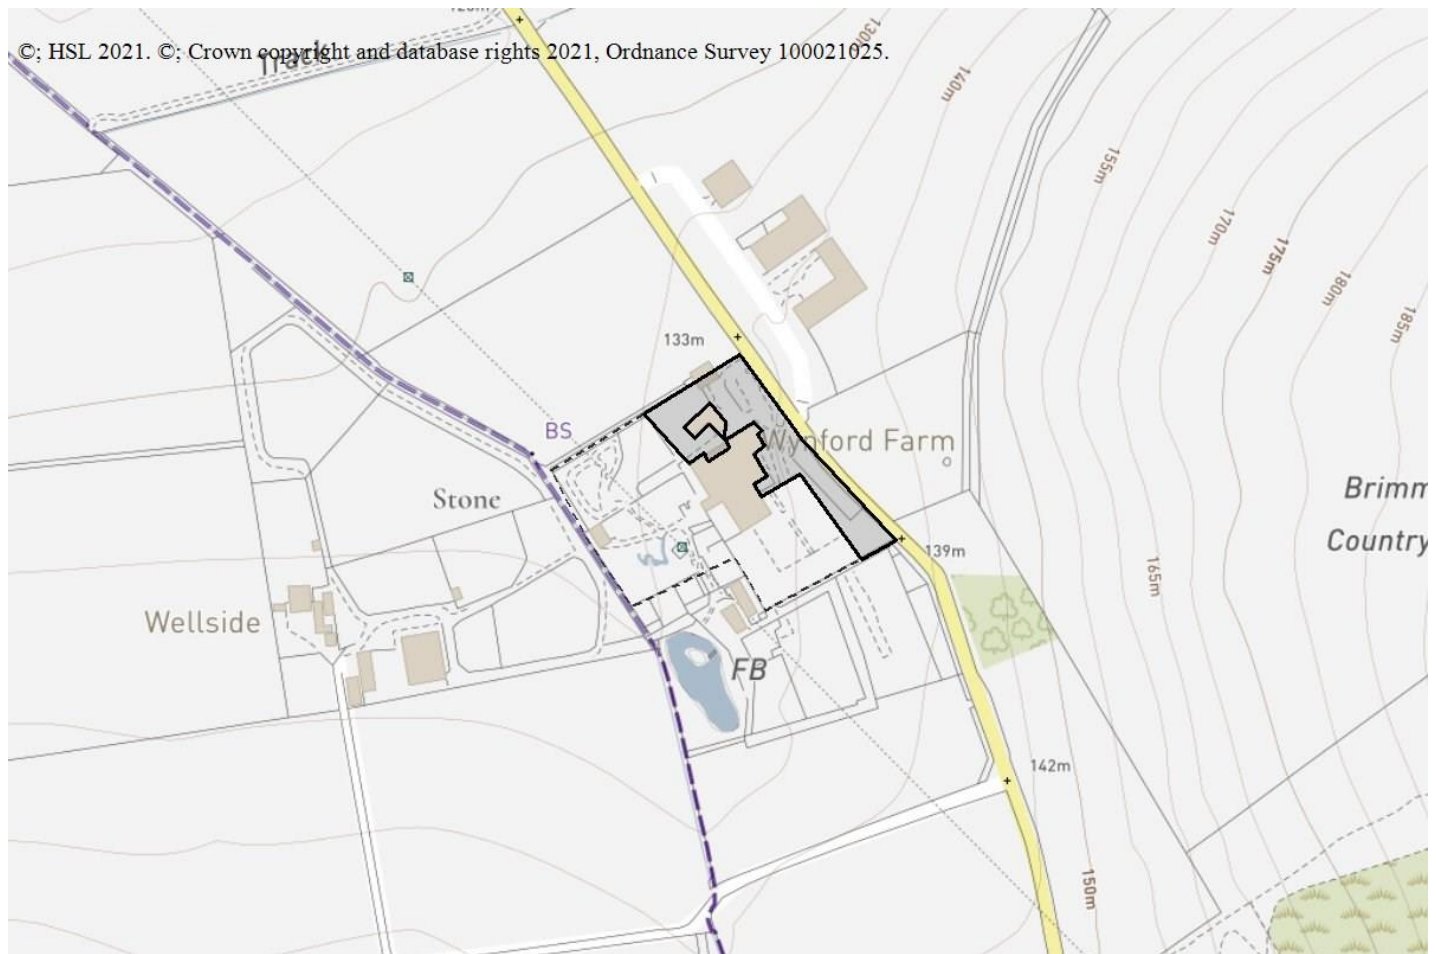 ©; HSL 2021. ©; Crown copyright and database rights 2021, Ordnance Survey 100021025.
Track
130m
140m
155m
170m
175m
180m
185m
133m
BS
Wynford Farm
Stone
Brimm
Country
139m
165m
Wellside
FB
142m
150m